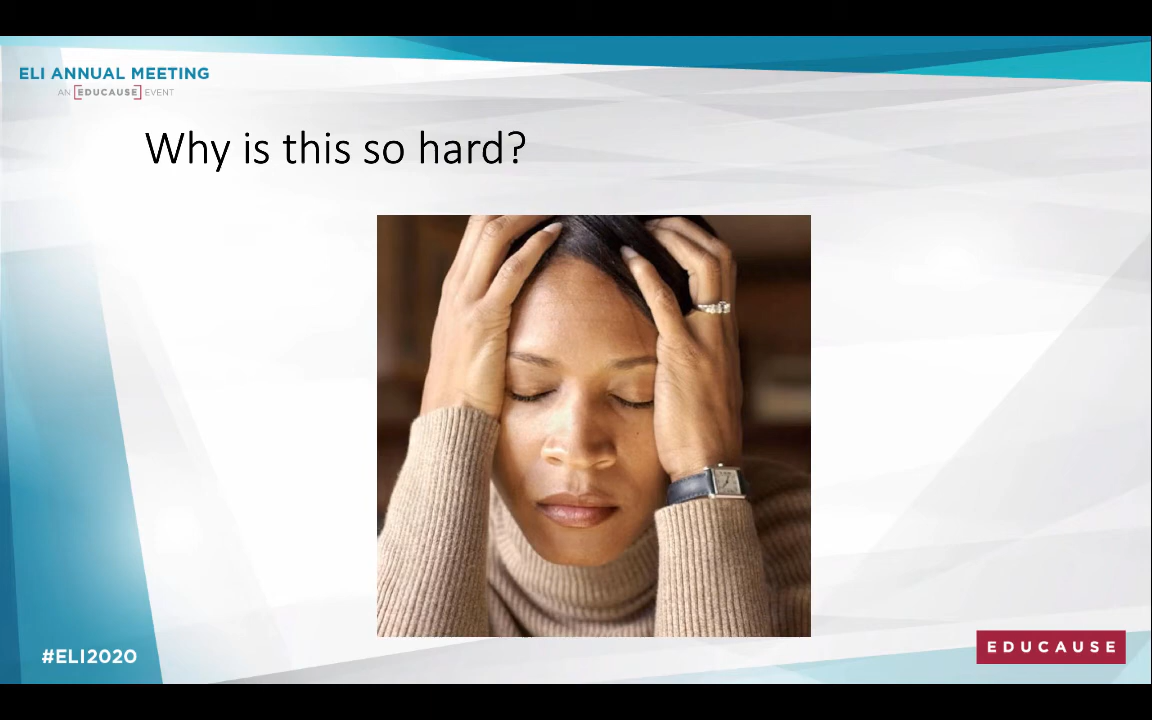 ELI ANNUAL MEETING
AN [EDUCAUSE] EVENT
Why is this so hard?
#ELI2020
EDUCAUSE